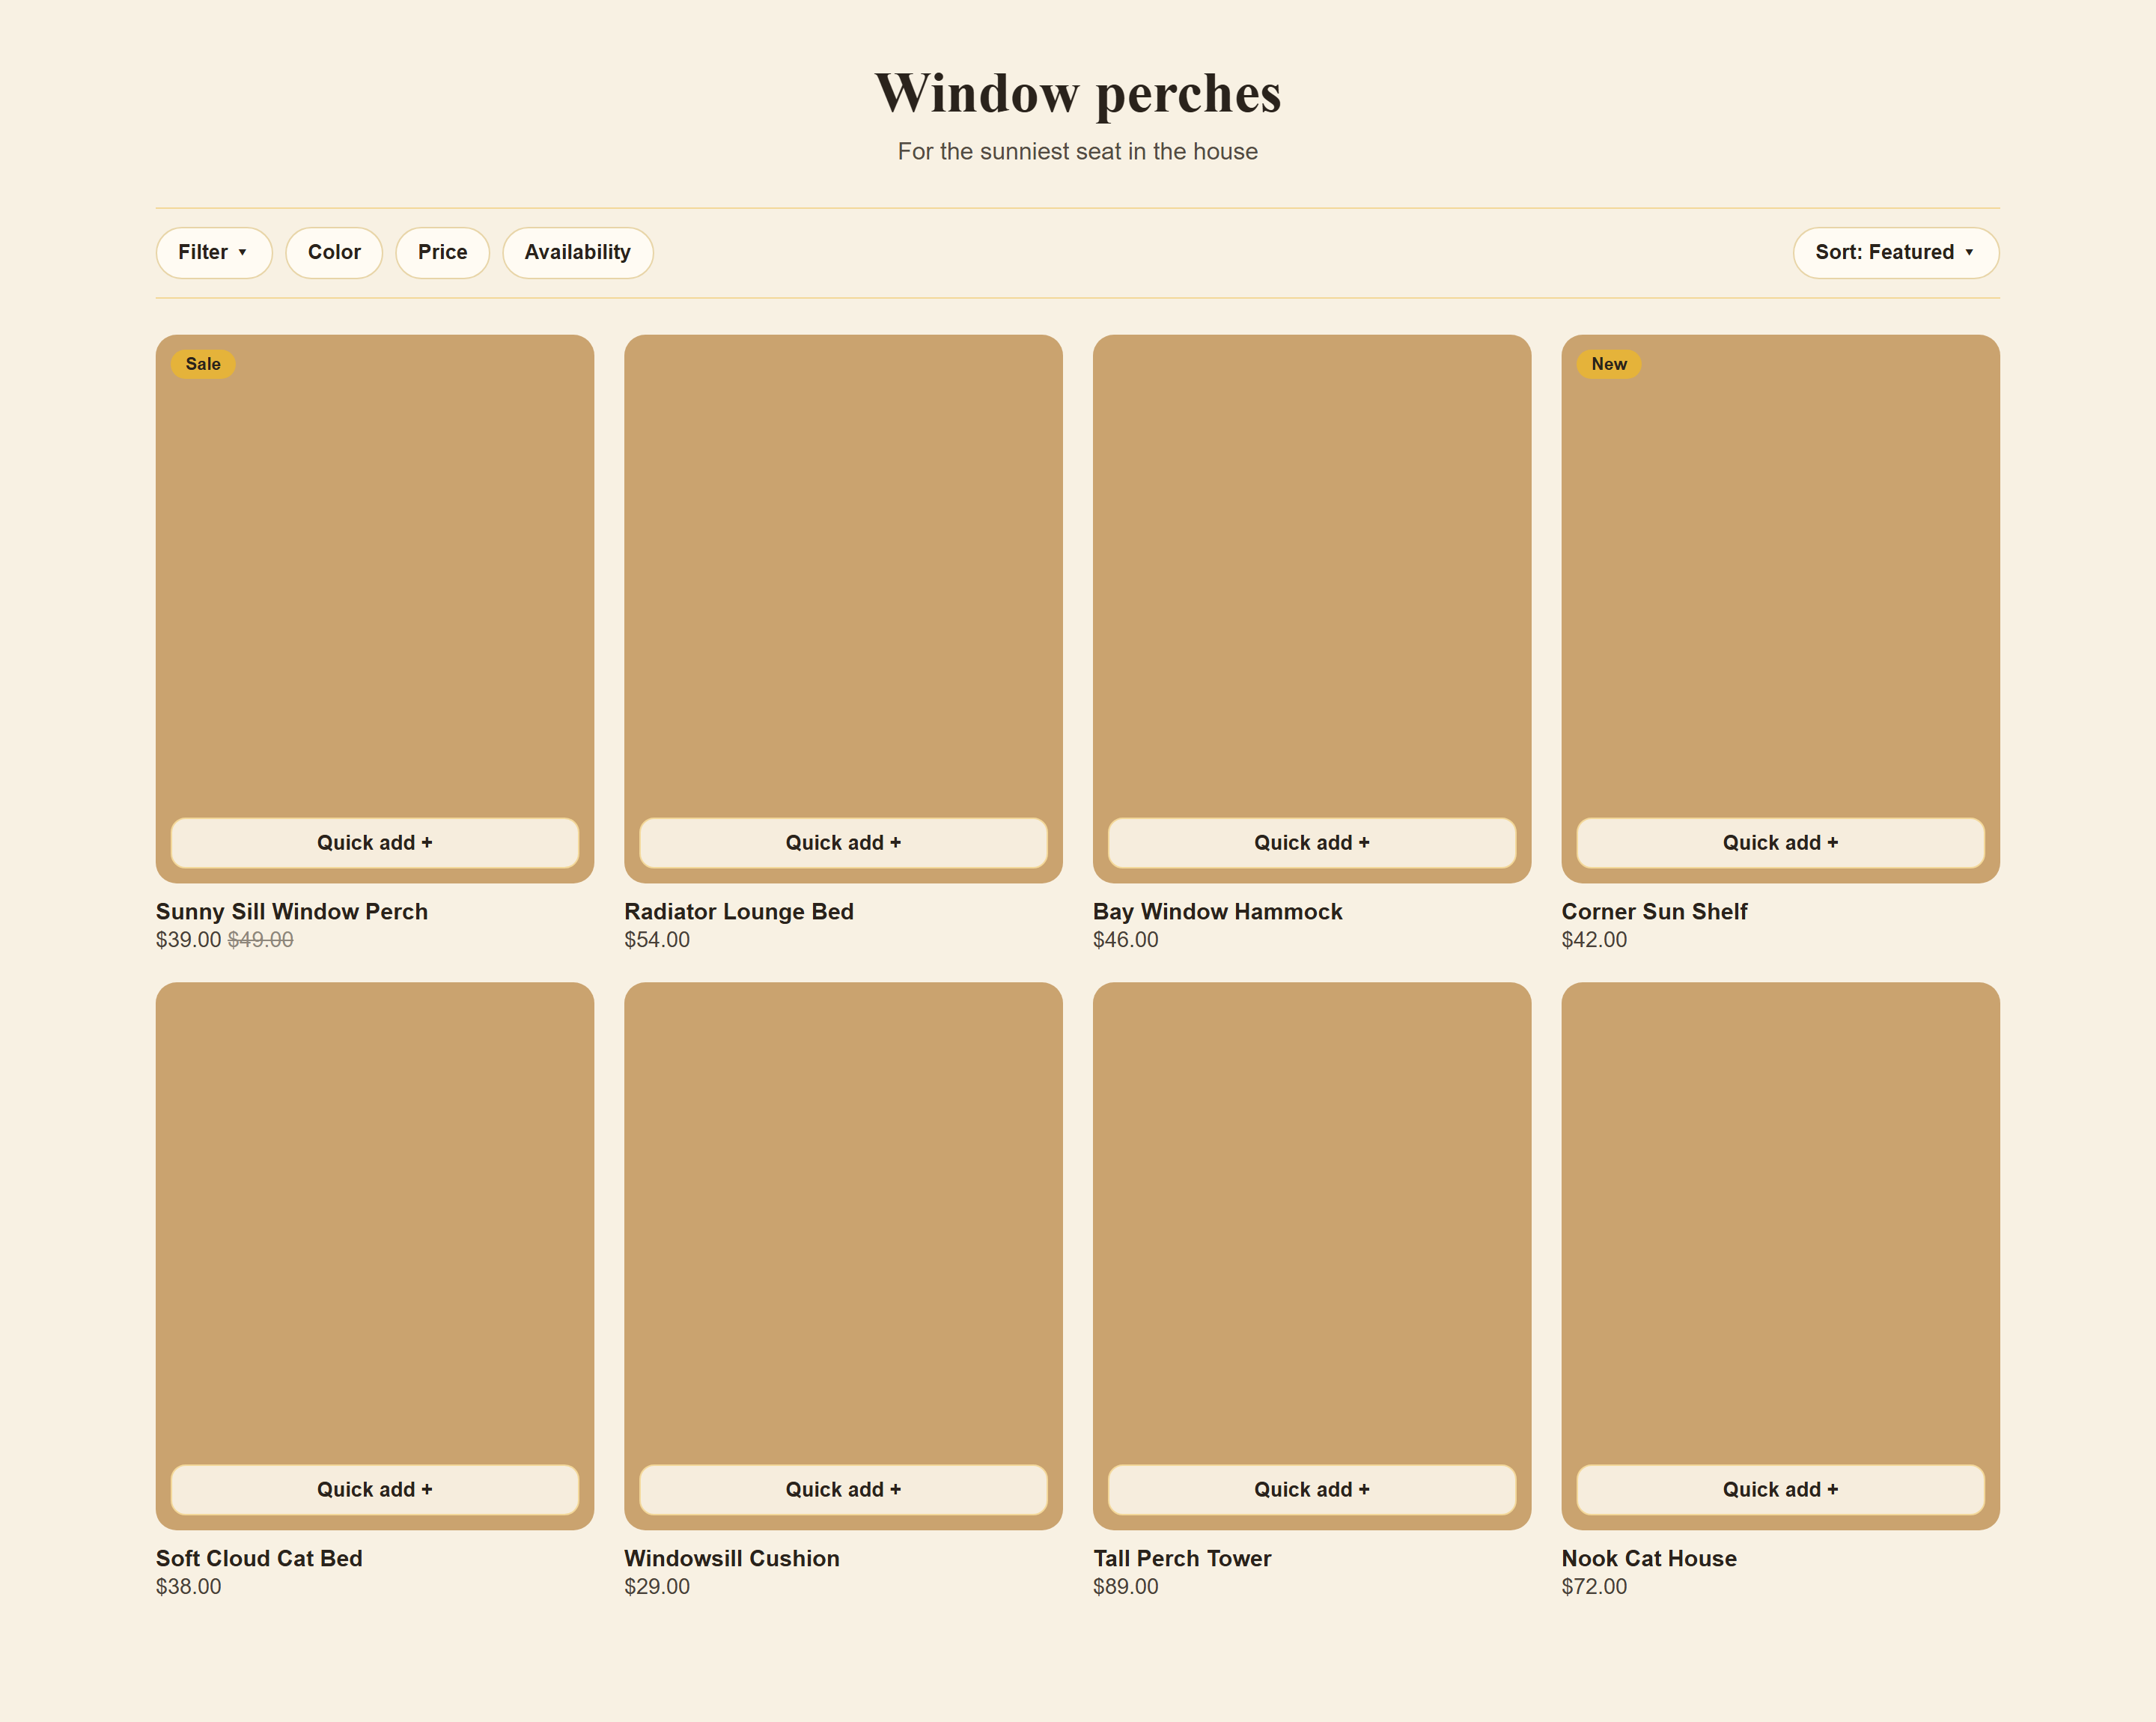 Window perches
For the sunniest seat in the house
Filter ▼ Color Price Availability Sort: Featured ▼
Sale
New
Quick add + Quick add + Quick add + Quick add +
Sunny Sill Window Perch Radiator Lounge Bed Bay Window Hammock Corner Sun Shelf
$39.00 $49.00 $54.00 $46.00 $42.00
Quick add + Quick add + Quick add + Quick add +
Soft Cloud Cat Bed Windowsill Cushion Tall Perch Tower Nook Cat House
$38.00 $29.00 $89.00 $72.00